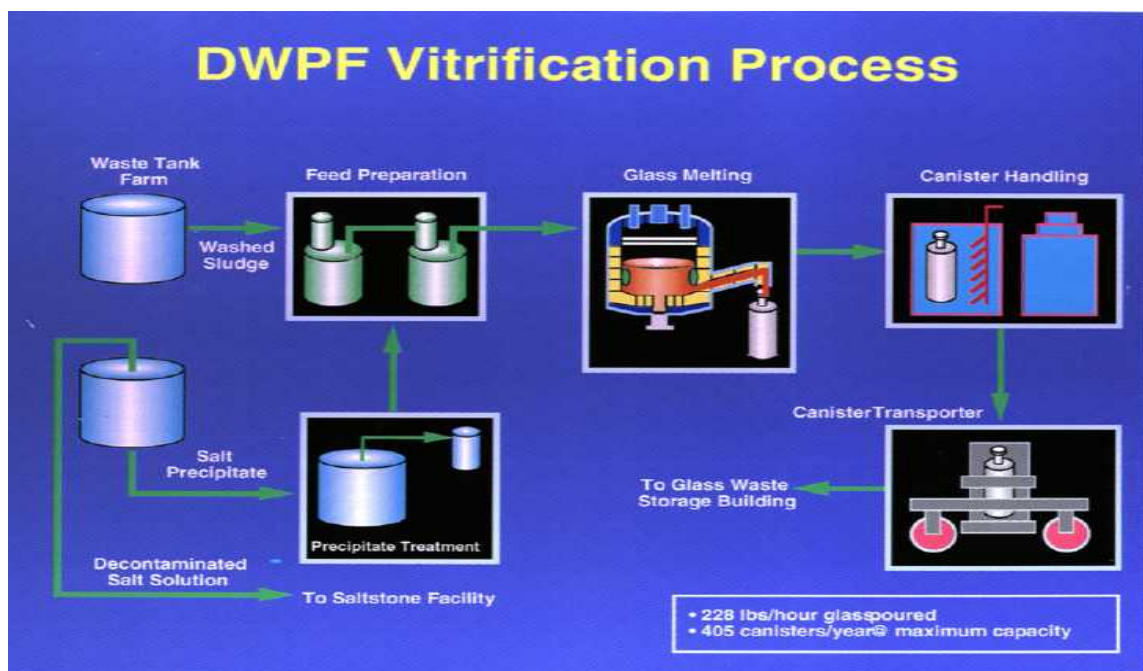 DWPF Vitrification Process
Waste Tank
Farm
Feed Preparation
Glass Melting
Canister Handling
Washed
Sludge
CanisterTransporter
Salt
Precipitate
To Glass Waste
Storage Building
Precipitate Treatment
Decontaminated
Salt Solution
To Saltstone Facility
• 228 lbs/hour glasspoured
• 405 canisters/year@ maximum capacity